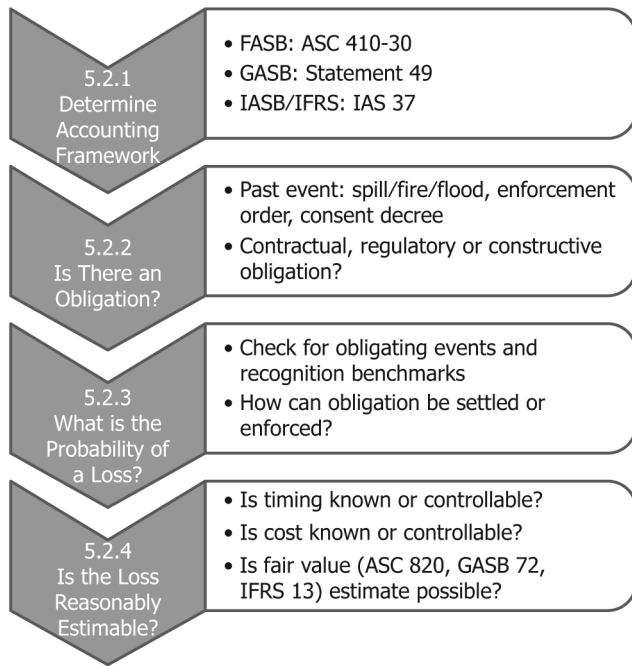 5.2.1
Determine
Accounting
Framework
• FASB: ASC 410-30
• GASB: Statement 49
• IASB/IFRS: IAS 37
5.2.2
Is There an
Obligation?
• Past event: spill/fire/flood, enforcement
order, consent decree
• Contractual, regulatory or constructive
obligation?
5.2.3
What is the
Probability of
a Loss?
• Check for obligating events and
recognition benchmarks
• How can obligation be settled or
enforced?
5.2.4
Is the Loss
Reasonably
Estimable?
• Is timing known or controllable?
• Is cost known or controllable?
• Is fair value (ASC 820, GASB 72,
IFRS 13) estimate possible?